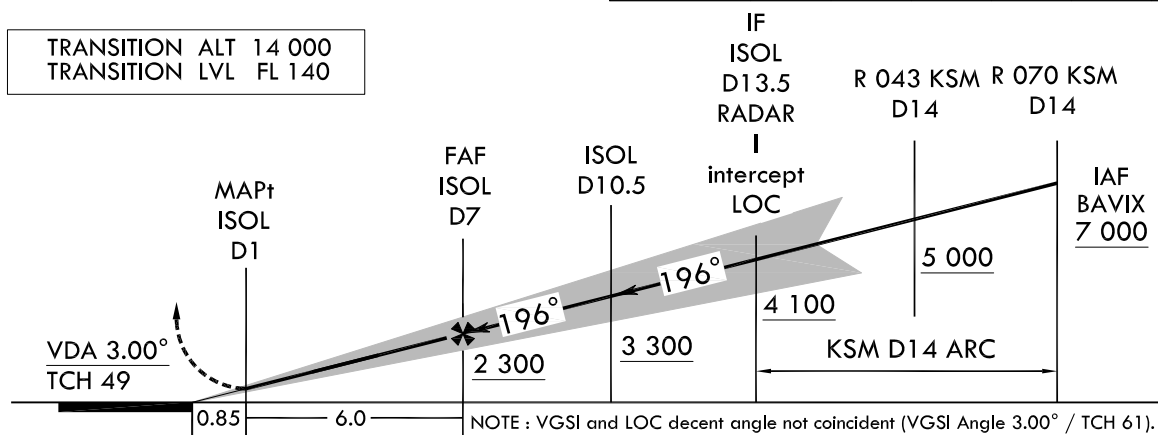 TRANSITION ALT 14 000
TRANSITION LVL FL 140
IF
ISOL
D13.5
RADAR
I
intercept
LOC
R 043 KSM
D14
R 070 KSM
D14
FAF
ISOL
D7
ISOL
D10.5
MAPt
ISOL
D1
IAF
BAVIX
7 000
5 000
196°
196°
4 100
3 300
2 300
KSM D14 ARC
VDA 3.00°
TCH 49
0.85
6.0
NOTE : VGSI and LOC decent angle not coincident (VGSI Angle 3.00° / TCH 61).